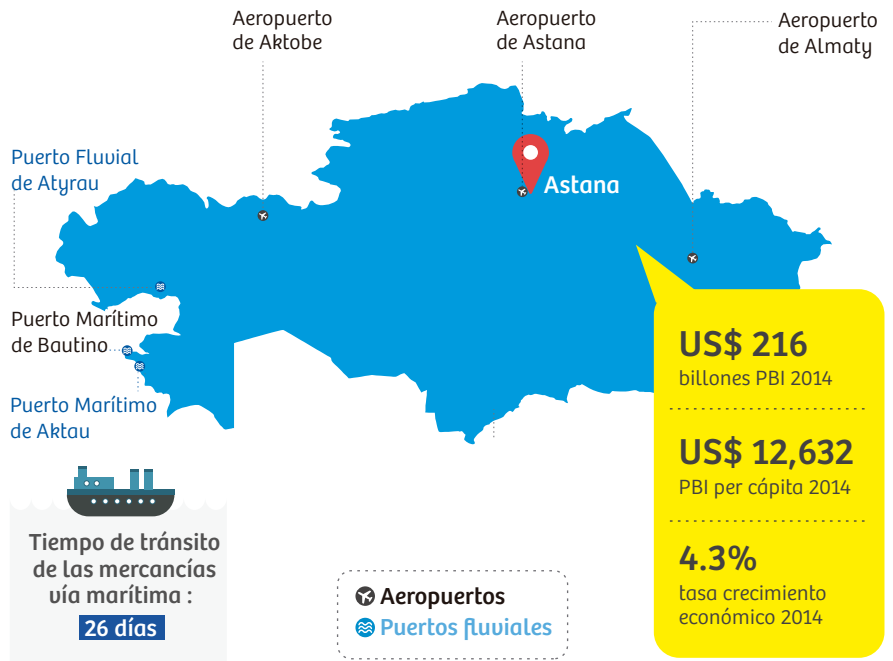 Aeropuerto
de Aktobe
Aeropuerto
de Astana
Aeropuerto
de Almaty
Puerto Fluvial
de Atyrau
Astana
Puerto Marítimo
de Bautino
Puerto Marítimo
de Aktau
US$ 216
billones PBI 2014
US$ 12,632
PBI per cápita 2014
4.3%
tasa crecimiento
económico 2014
Tiempo de tránsito
de las mercancías
vía marítima :
26 días
Aeropuertos
Puertos fluviales